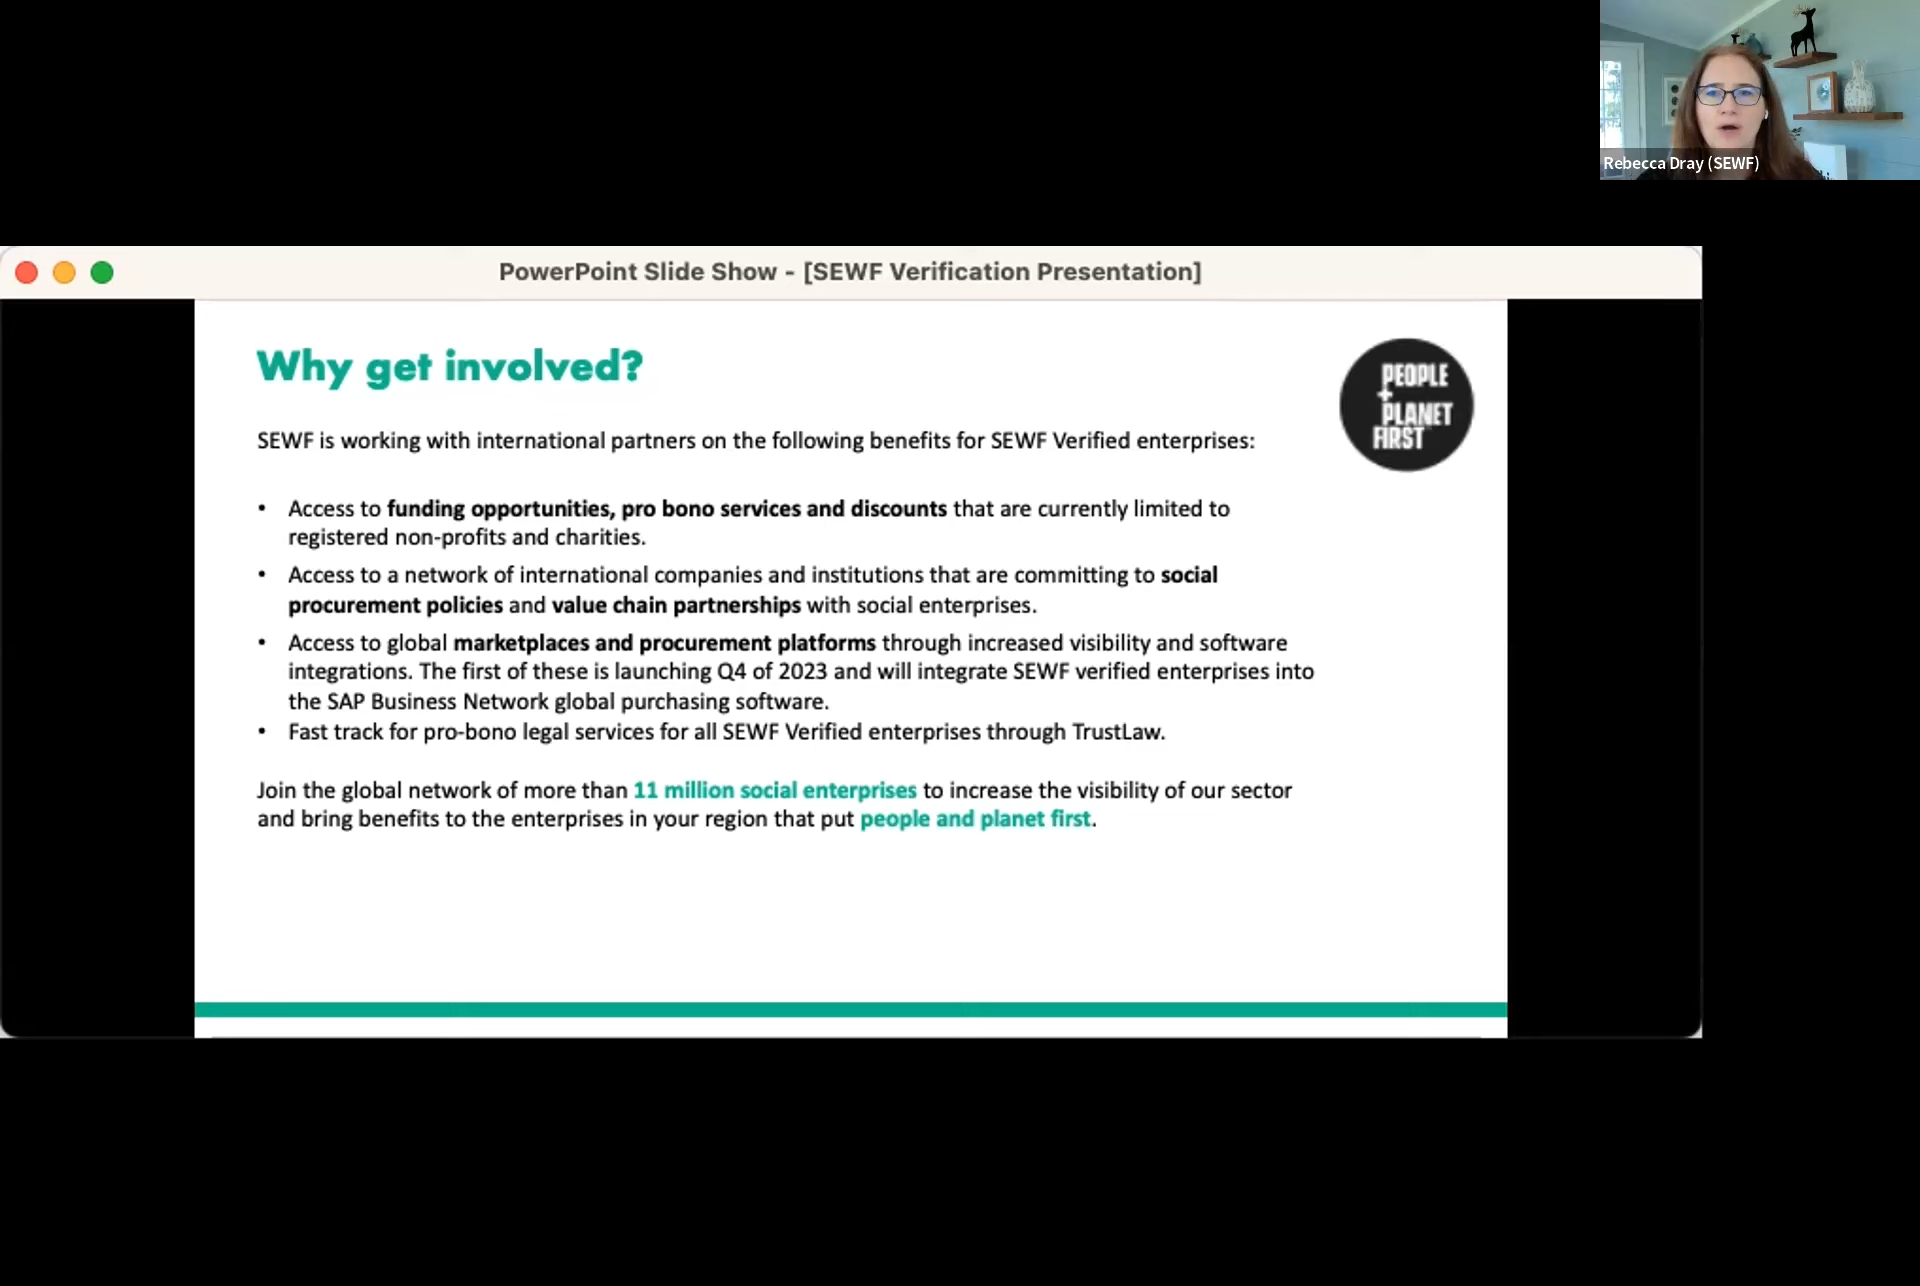 Rebecca Dray (SEWF)
PowerPoint Slide Show - [SEWF Verification Presentation]
Why get involved?
PEOPLE
+
PLANET
FIRST
SEWF is working with international partners on the following benefits for SEWF Verified enterprises:
• Access to funding opportunities, pro bono services and discounts that are currently limited to
registered non-profits and charities.
• Access to a network of international companies and institutions that are committing to social
procurement policies and value chain partnerships with social enterprises.
• Access to global marketplaces and procurement platforms through increased visibility and software
integrations. The first of these is launching Q4 of 2023 and will integrate SEWF verified enterprises into
the SAP Business Network global purchasing software.
• Fast track for pro-bono legal services for all SEWF Verified enterprises through TrustLaw.
Join the global network of more than 11 million social enterprises to increase the visibility of our sector
and bring benefits to the enterprises in your region that put people and planet first.